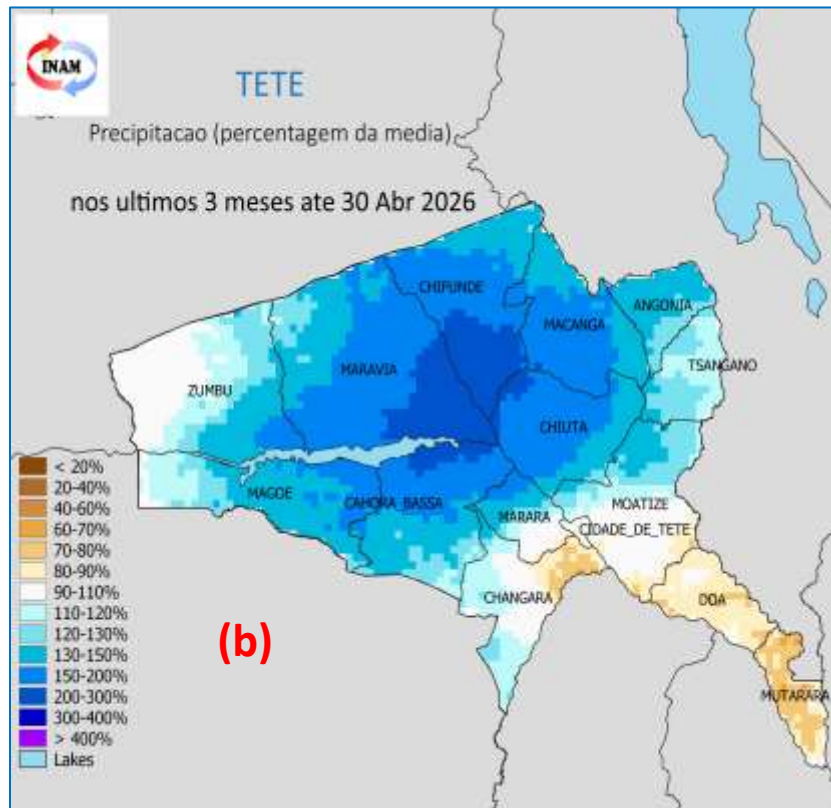 INAM
TETE
Precipitacao (percentagem da media)
nos ultimos 3 meses ate 30 Abr 2026
CHIFUNDE
ANGONIA
MACANGA
TSANGANO
MARAVIA
ZUMBU
CHIUTA
< 20%
20-40%
40-60%
60-70%
70-80%
80-90%
90-110%
110-120%
120-130%
130-150%
150-200%
200-300%
300-400%
> 400%
Lakes
MAGOE
CAHORA_BASSA
MOATIZE
MARARA
CIDADE_DE_TETE
CHANGARA
DOA
(b)
MUTARARA